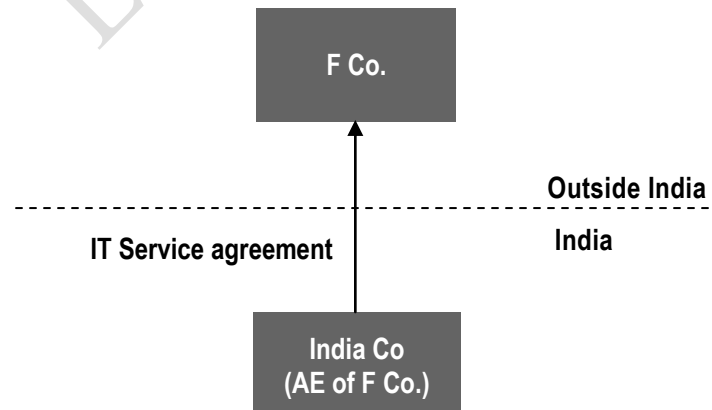 F Co.
Outside India
IT Service agreement
India
India Co
(AE of F Co.)